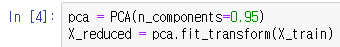 In [4]: pca = PCA(n_components=0.95)
X_reduced = pca.fit_transform(X_train)